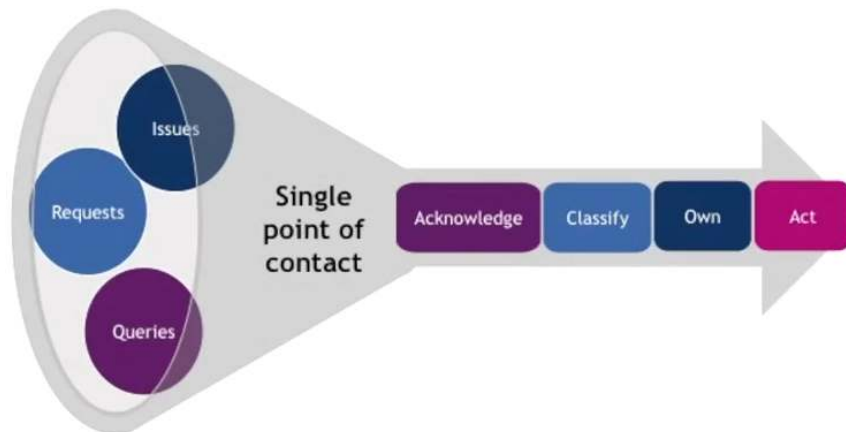 Issues
Requests
Queries
Single
point of
contact
Acknowledge
Classify
Own
Act